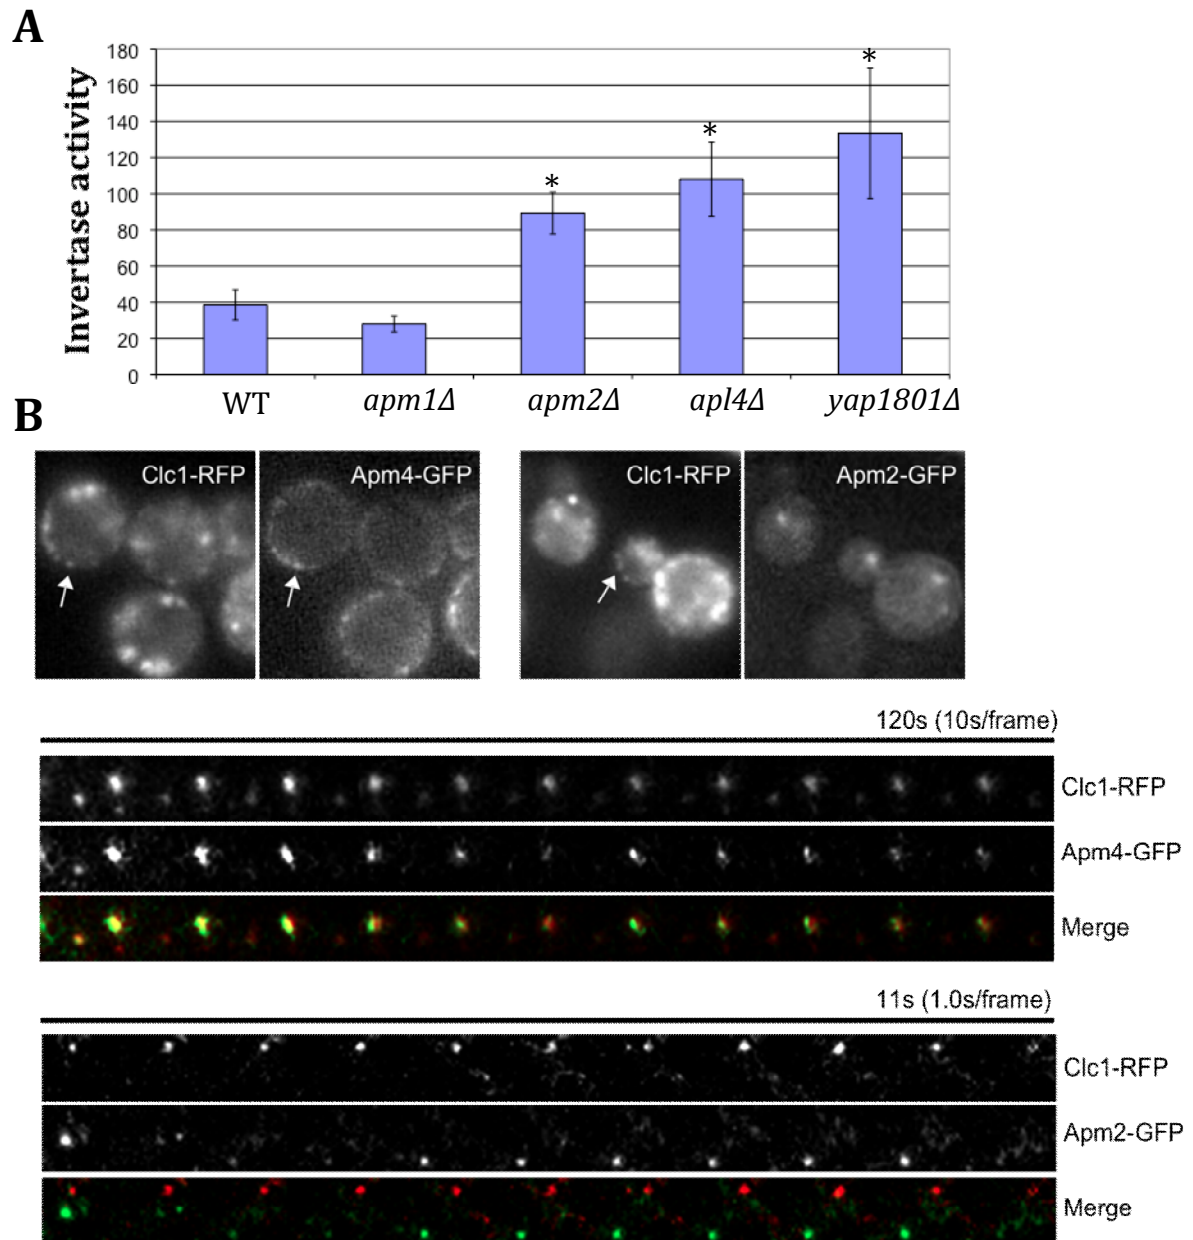 A
180
160
140
120
100
80
60
40
20
0
Invertase activity
*
*
*
WT apm1Δ apm2Δ apl4Δ yap1801Δ
B
Clc1-RFP Apm4-GFP Clc1-RFP Apm2-GFP
120s (10s/frame)
Clc1-RFP
Apm4-GFP
Merge
11s (1.0s/frame)
Clc1-RFP
Apm2-GFP
Merge